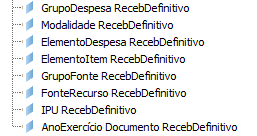 GrupoDespesa RecebDefinitivo
Modalidade RecebDefinitivo
ElementoDespesa RecebDefinitivo
ElementoItem RecebDefinitivo
GrupoFonte RecebDefinitivo
FonteRecurso RecebDefinitivo
IPU RecebDefinitivo
AnoExercício Documento RecebDefinitivo